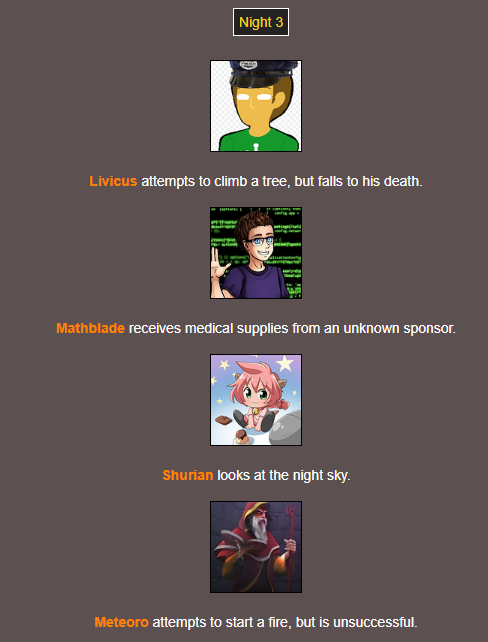 Night 3
Livicus attempts to climb a tree, but falls to his death.
Mathblade receives medical supplies from an unknown sponsor.
Shurian looks at the night sky.
Meteoro attempts to start a fire, but is unsuccessful.